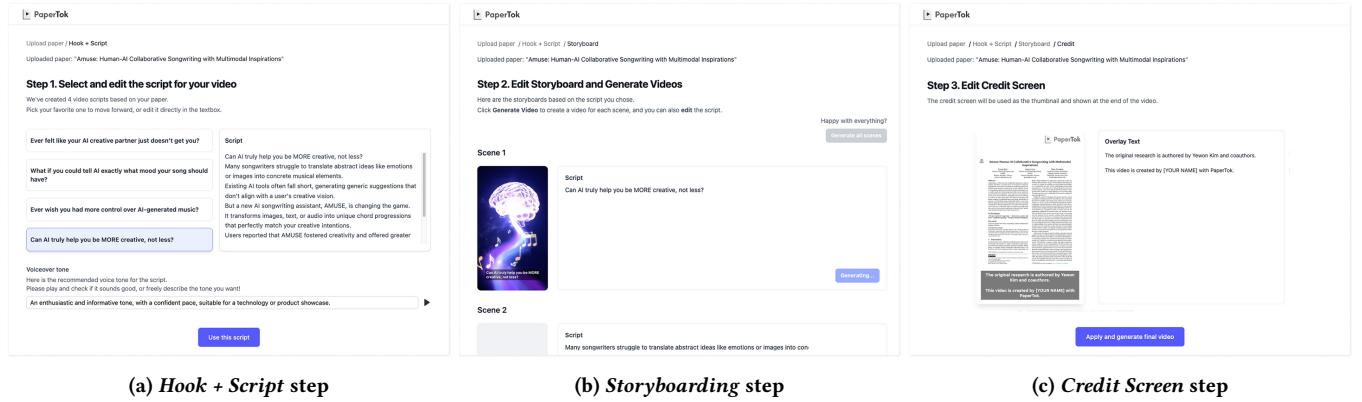 PaperTok
Upload paper / Hook + Script
Uploaded paper: "Amuse: Human-AI Collaborative Songwriting with Multimodal Inspirations"
Step 1. Select and edit the script for your video
We've created 4 video scripts based on your paper.
Pick your favorite one to move forward, or edit it directly in the textbox.
Ever felt like your AI creative partner just doesn't get you?
What if you could tell AI exactly what mood your song should
have?
Ever wish you had more control over AI-generated music?
Can AI truly help you be MORE creative, not less?
Script
Can AI truly help you be MORE creative, not less?
Many songwriters struggle to translate abstract ideas like emotions
or images into concrete musical elements.
Existing AI tools often fall short, generating generic suggestions that
don't align with a user's creative vision.
But a new AI songwriting assistant, AMUSE, is changing the game.
It transforms images, text, or audio into unique chord progressions
that perfectly match your creative intentions.
Users reported that AMUSE fostered creativity and offered greater
Voiceover tone
Here is the recommended voice tone for the script.
Please play and check if it sounds good, or freely describe the tone you want!
An enthusiastic and informative tone, with a confident pace, suitable for a technology or product showcase.
Use this script
(a) Hook + Script step
PaperTok
Upload paper / Hook + Script / Storyboard
Uploaded paper: "Amuse: Human-AI Collaborative Songwriting with Multimodal Inspirations"
Step 2. Edit Storyboard and Generate Videos
Here are the storyboards based on the script you chose.
Click Generate Video to create a video for each scene, and you can also edit the script.
Happy with everything?
Generate all scenes
Scene 1
Can AI truly help you be MORE
creative, not less?
Script
Can AI truly help you be MORE creative, not less?
Generating...
Scene 2
Script
Many songwriters struggle to translate abstract ideas like emotions or images into con
(b) Storyboarding step
PaperTok
Upload paper / Hook + Script / Storyboard / Credit
Uploaded paper: "Amuse: Human-AI Collaborative Songwriting with Multimodal Inspirations"
Step 3. Edit Credit Screen
The credit screen will be used as the thumbnail and shown at the end of the video.
PaperTok
Amuse: Human-AI Collaborative Songwriting with Multimodal
Inspirations
The original research is authored by Yewon
Kim and coauthors.
This video is created by [YOUR NAME] with
PaperTok.
Overlay Text
The original research is authored by Yewon Kim and coauthors.
This video is created by [YOUR NAME] with PaperTok.
Apply and generate final video
(c) Credit Screen step